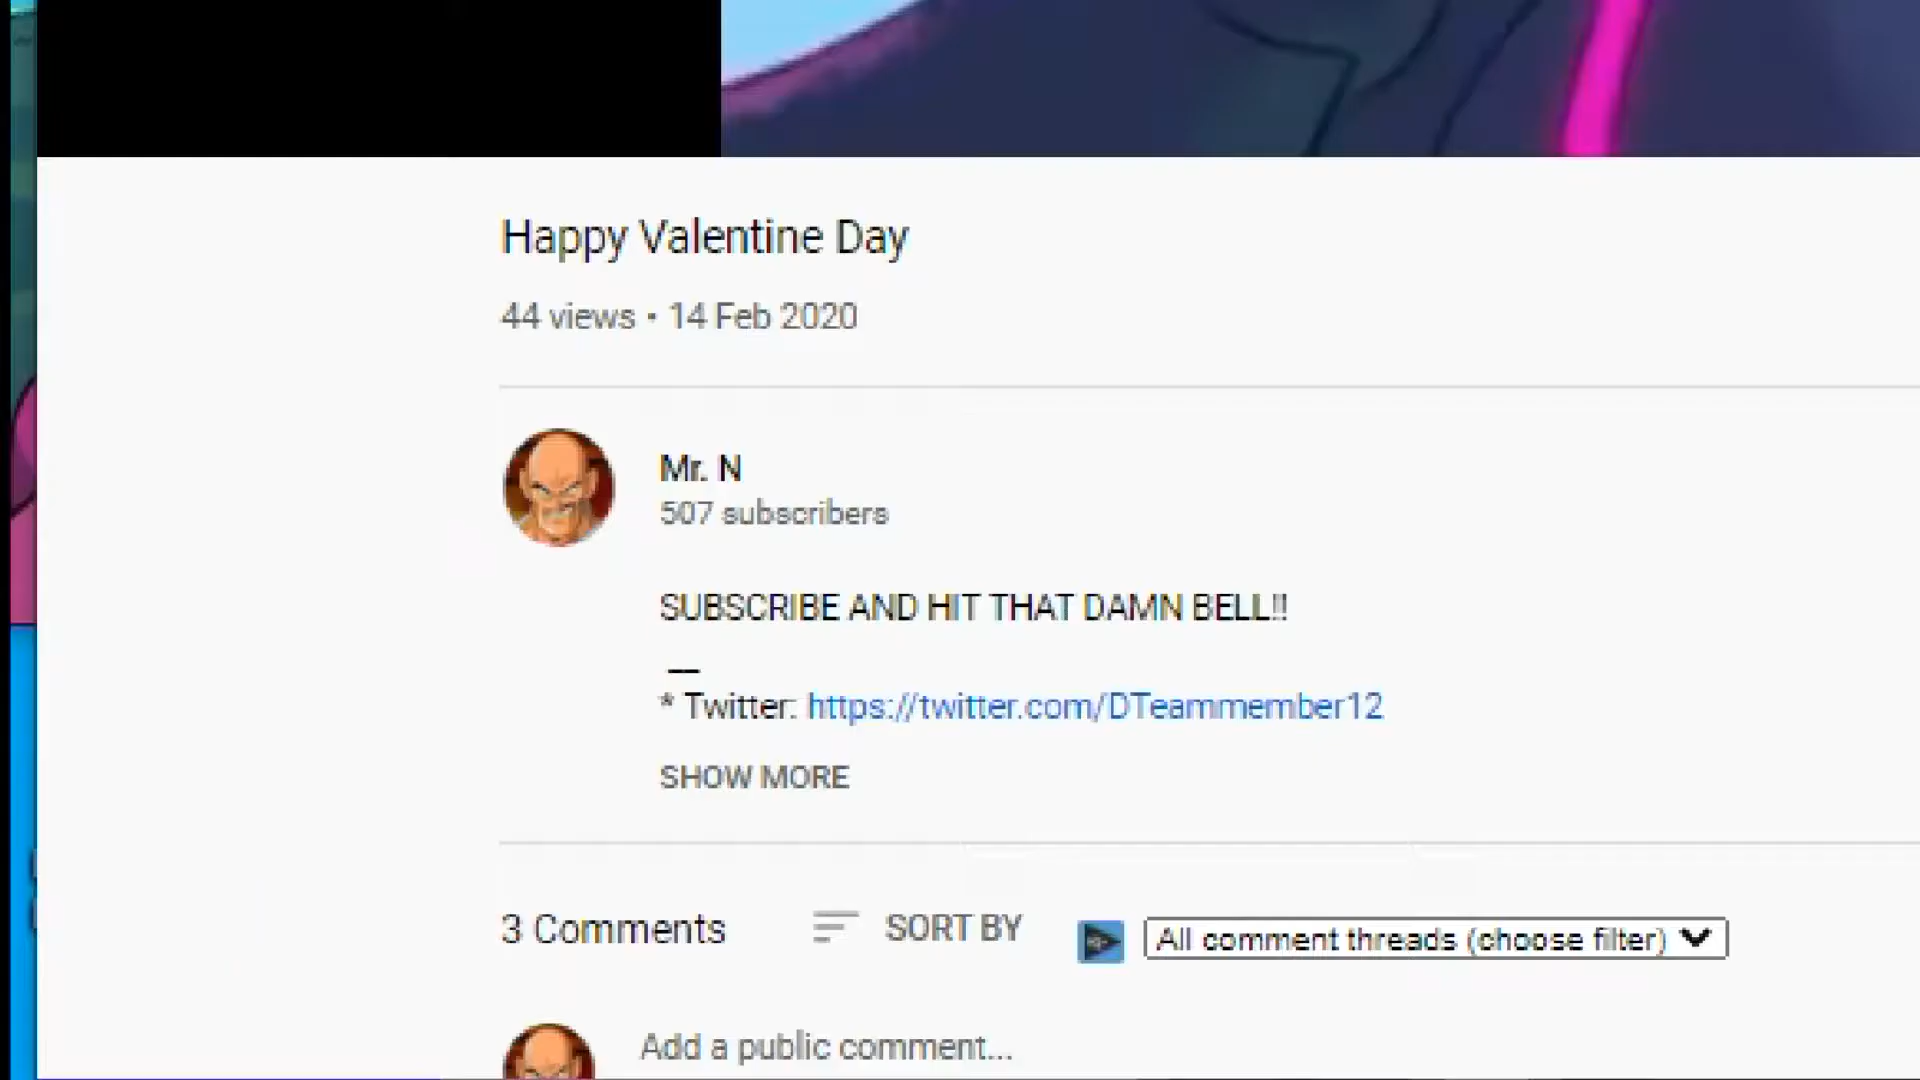 Happy Valentine Day
44 views • 14 Feb 2020
Mr. N
507 subscribers
SUBSCRIBE AND HIT THAT DAMN BELL!!
__
* Twitter: https://twitter.com/DTeammember12
SHOW MORE
3 Comments
SORT BY
All comment threads (choose filter)
Add a public comment...